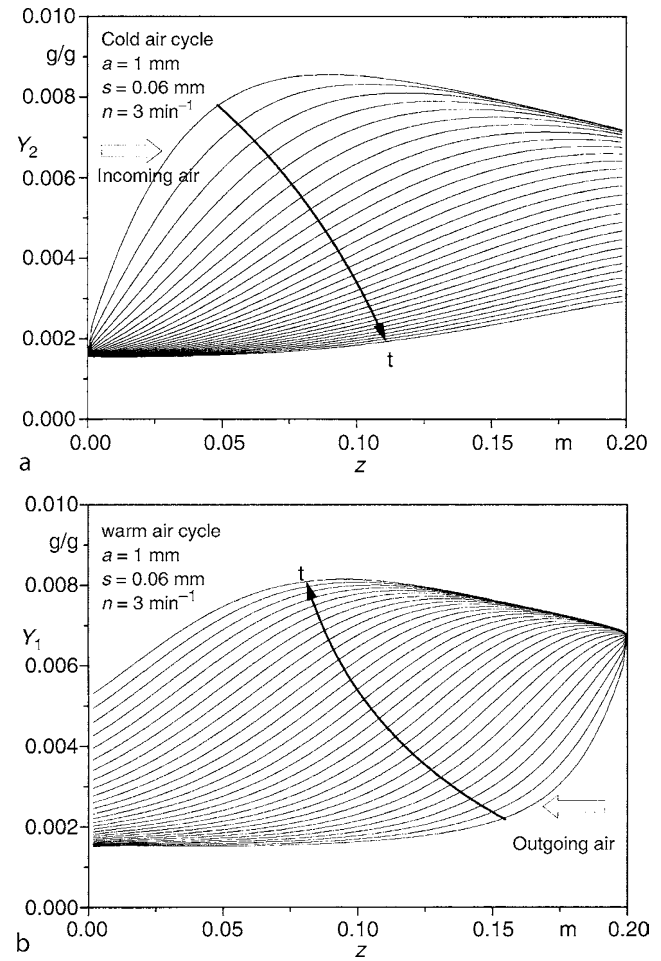 0.010
g/g
0.008
Y₂
0.006
0.004
0.002
0.000
Cold air cycle
a = 1 mm
s = 0.06 mm
n = 3 min⁻¹
Incoming air
t
0.00 0.05 0.10 0.15 m 0.20
z
a
0.010
g/g
0.008
Y₁
0.006
0.004
0.002
0.000
warm air cycle
a = 1 mm
s = 0.06 mm
n = 3 min⁻¹
t
Outgoing air
0.00 0.05 0.10 0.15 m 0.20
z
b